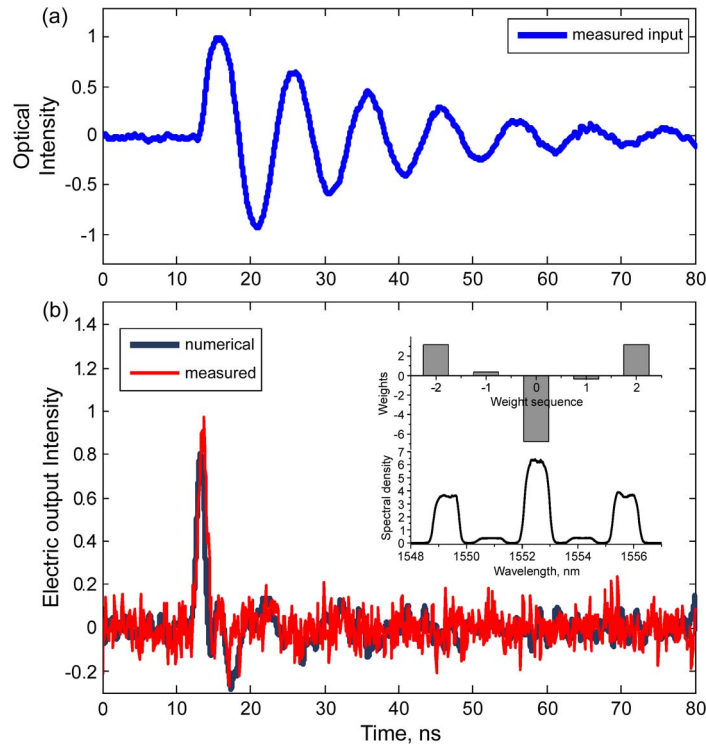 (a)
measured input
Optical
Intensity
1
0.5
0
-0.5
-1
0 10 20 30 40 50 60 70 80
(b)
numerical
measured
Electric output Intensity
1.4
1.2
1
0.8
0.6
0.4
0.2
0
-0.2
Weights
2
0
-2
-4
-6
-2 -1 0 1 2
Weight sequence
Spectral density
7
6
5
4
3
2
1
0
1548 1550 1552 1554 1556
Wavelength, nm
0 10 20 30 40 50 60 70 80
Time, ns